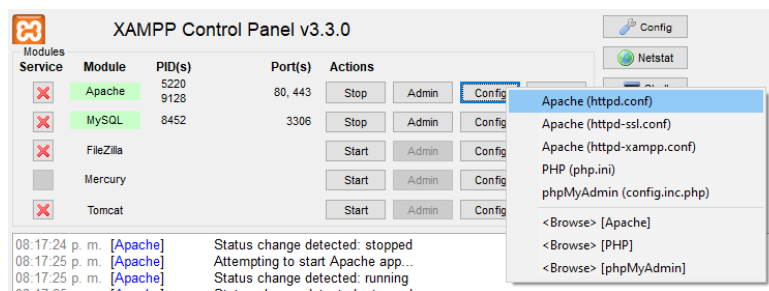 XAMPP Control Panel v3.3.0
Config
Netstat
Modules
Service Module PID(s) Port(s) Actions
Apache 5220 9128 80, 443 Stop Admin Config
MySQL 8452 3306 Stop Admin Config
FileZilla Start Admin Config
Mercury Start Admin Config
Tomcat Start Admin Config
Apache (httpd.conf)
Apache (httpd-ssl.conf)
Apache (httpd-xampp.conf)
PHP (php.ini)
phpMyAdmin (config.inc.php)
<Browse> [Apache]
<Browse> [PHP]
<Browse> [phpMyAdmin]
08:17:24 p. m. [Apache] Status change detected: stopped
08:17:25 p. m. [Apache] Attempting to start Apache app...
08:17:25 p. m. [Apache] Status change detected: running